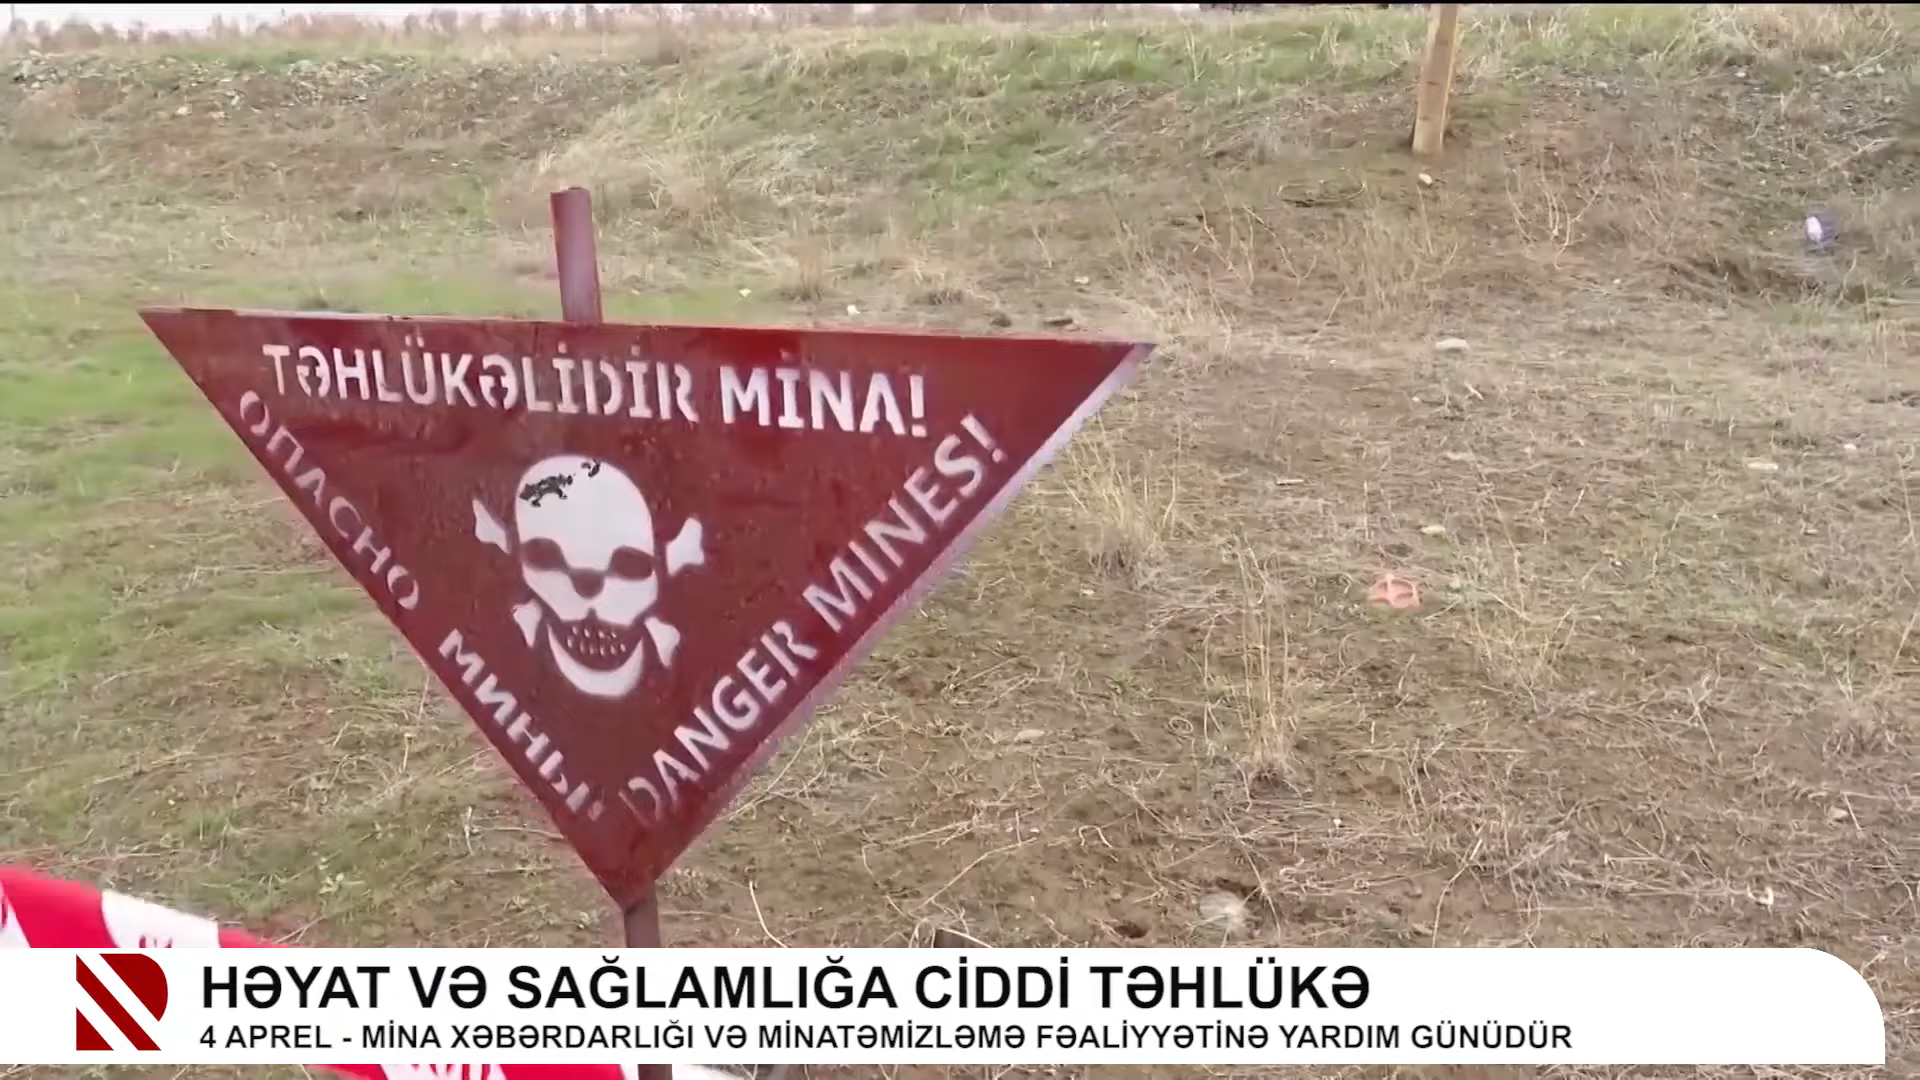 TƏHLÜKƏLİDİR MİNA!
ОПАСНО МИНЫ
DANGER MINES!
HƏYAT VƏ SAĞLAMLIĞA CİDDİ TƏHLÜKƏ
4 APREL - MİNA XƏBƏRDARLIĞI VƏ MİNATƏMİZLƏMƏ FƏALİYYƏTİNƏ YARDIM GÜNÜDÜR